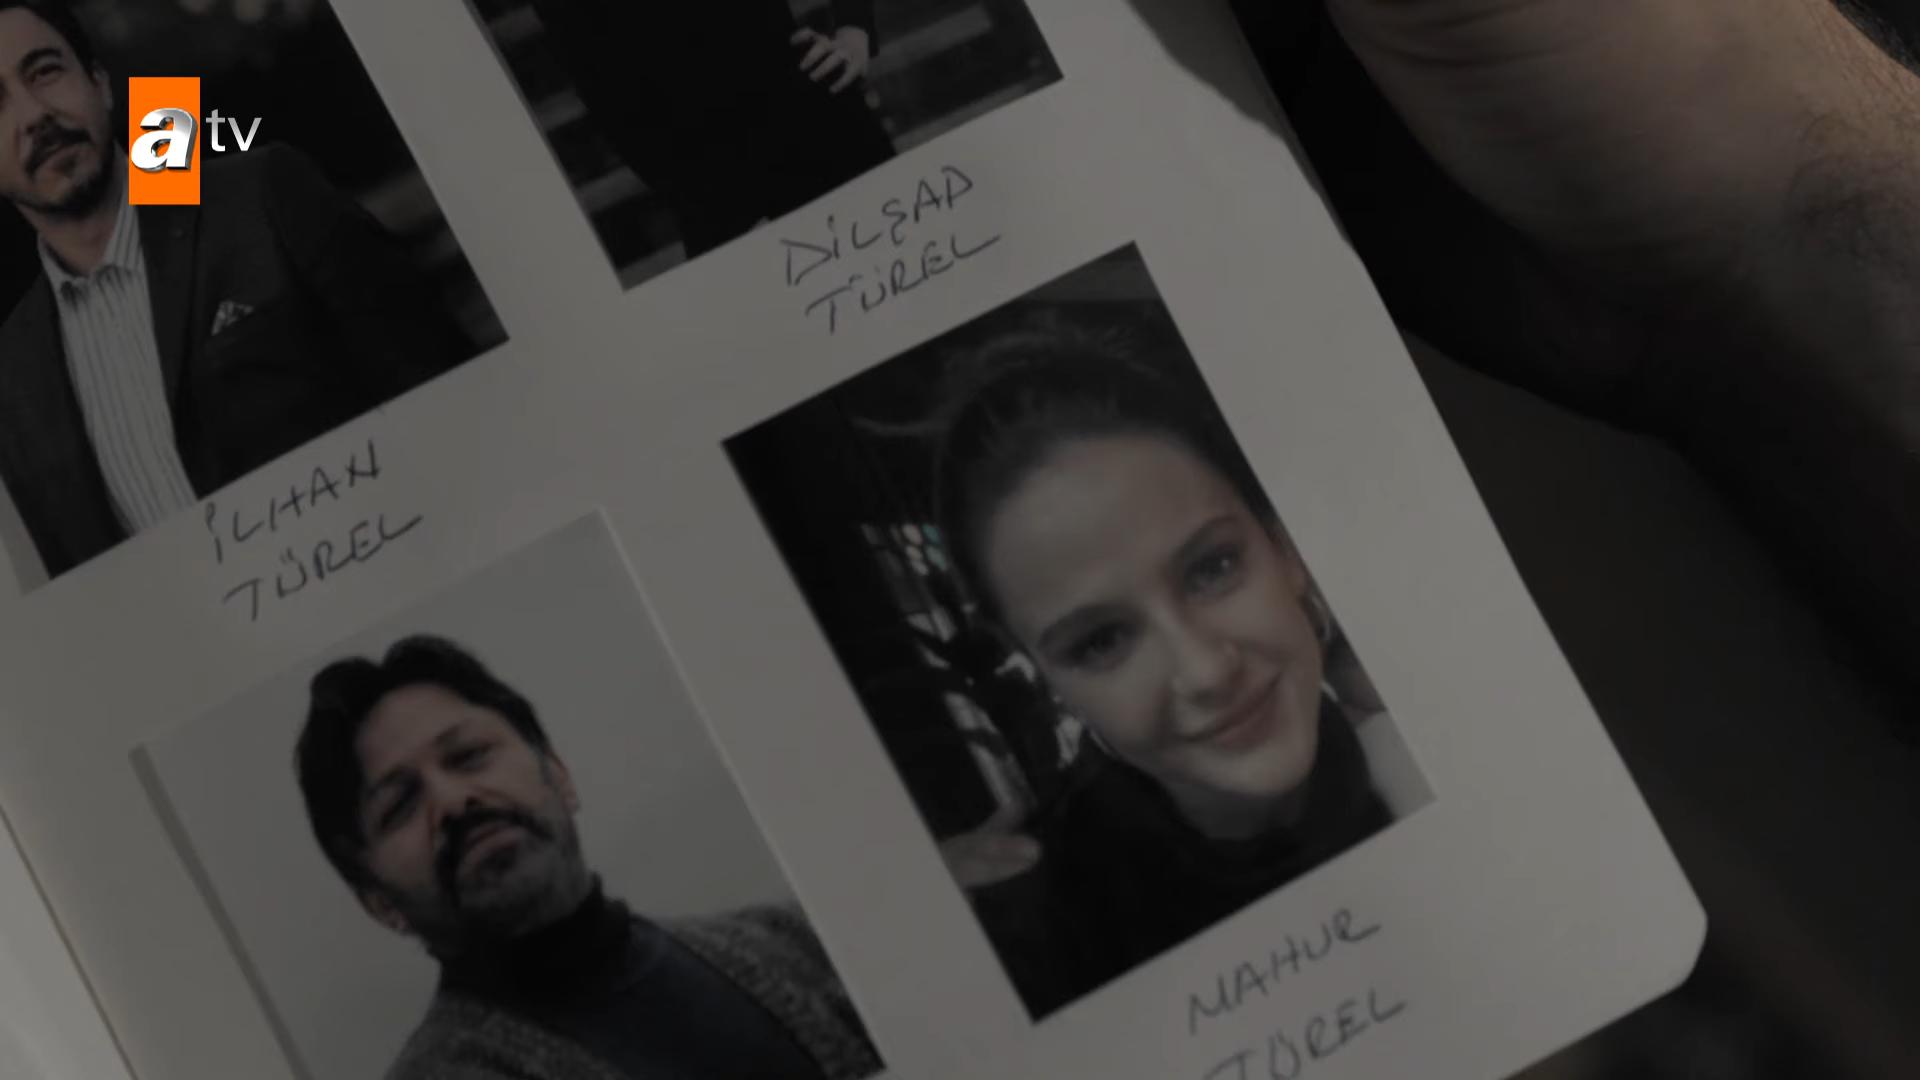 atv
DİLŞAD
TÜREL
İLHAN
TÜREL
MAHUR
TÜREL